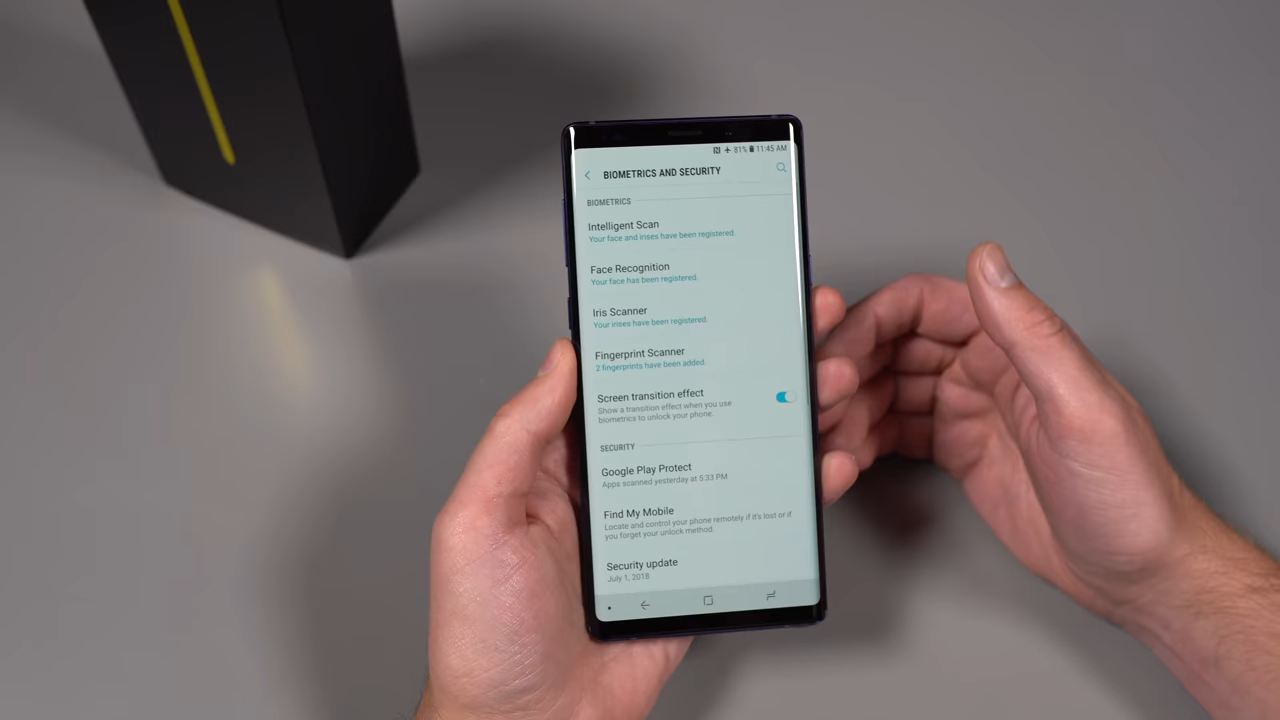 81% 11:45 AM
BIOMETRICS AND SECURITY
BIOMETRICS
Intelligent Scan
Your face and irises have been registered.
Face Recognition
Your face has been registered.
Iris Scanner
Your irises have been registered.
Fingerprint Scanner
2 fingerprints have been added.
Screen transition effect
Show a transition effect when you use
biometrics to unlock your phone.
SECURITY
Google Play Protect
Apps scanned yesterday at 5:33 PM
Find My Mobile
Locate and control your phone remotely if it's lost or if
you forget your unlock method.
Security update
July 1, 2018